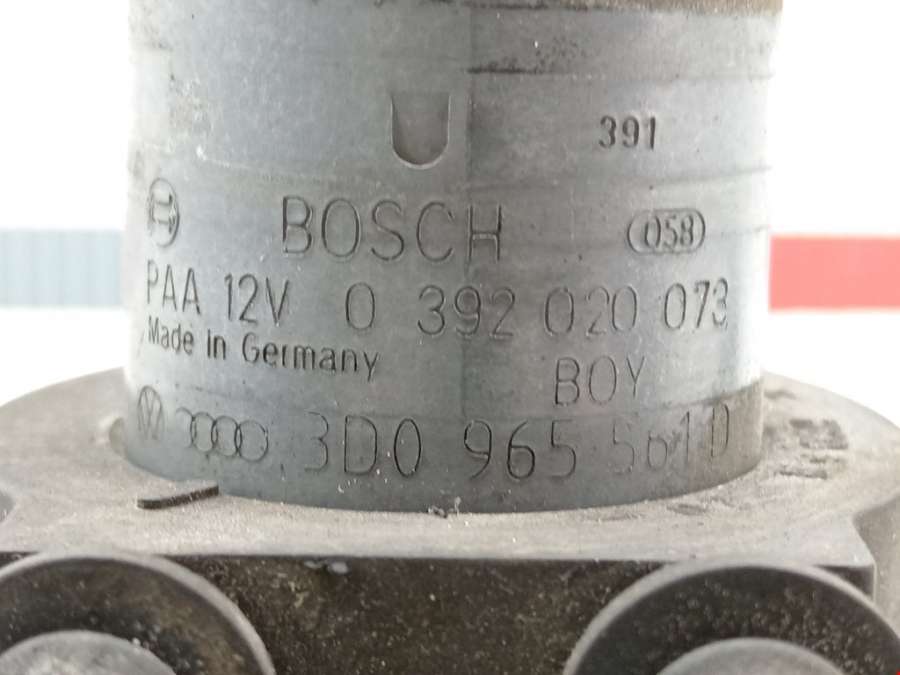 391
BOSCH 058
PAA 12V 0 392 020 073
Made in Germany
BOY
3D0 965 561 D